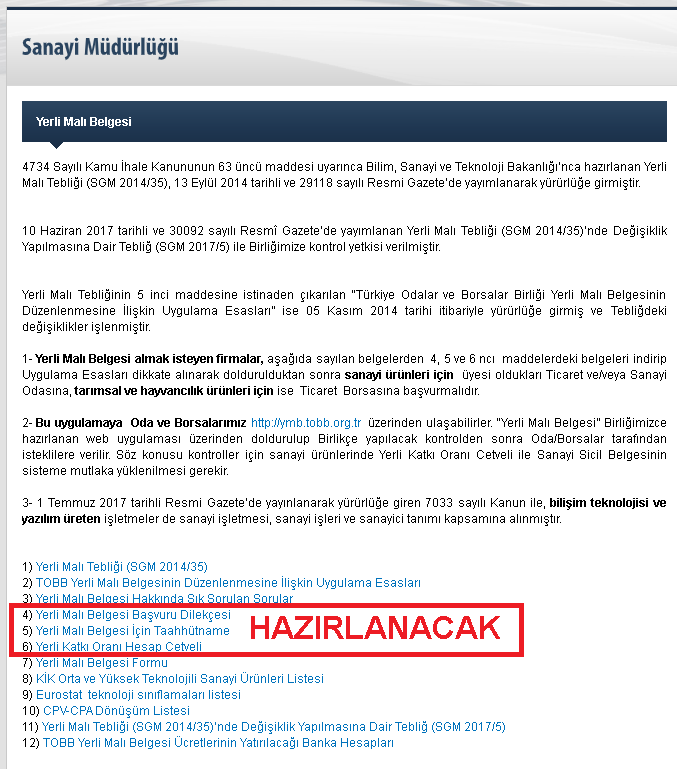 Sanayi Müdürlüğü
Yerli Malı Belgesi
4734 Sayılı Kamu İhale Kanununun 63 üncü maddesi uyarınca Bilim, Sanayi ve Teknoloji Bakanlığı'nca hazırlanan Yerli
Malı Tebliği (SGM 2014/35), 13 Eylül 2014 tarihli ve 29118 sayılı Resmi Gazete'de yayımlanarak yürürlüğe girmiştir.
10 Haziran 2017 tarihli ve 30092 sayılı Resmî Gazete'de yayımlanan Yerli Malı Tebliği (SGM 2014/35)'nde Değişiklik
Yapılmasına Dair Tebliğ (SGM 2017/5) ile Birliğimize kontrol yetkisi verilmiştir.
Yerli Malı Tebliğinin 5 inci maddesine istinaden çıkarılan "Türkiye Odalar ve Borsalar Birliği Yerli Malı Belgesinin
Düzenlenmesine İlişkin Uygulama Esasları" ise 05 Kasım 2014 tarihi itibariyle yürürlüğe girmiş ve Tebliğdeki
değişiklikler işlenmiştir.
1- Yerli Malı Belgesi almak isteyen firmalar, aşağıda sayılan belgelerden 4, 5 ve 6 ncı maddelerdeki belgeleri indirip
Uygulama Esasları dikkate alınarak doldurulduktan sonra sanayi ürünleri için üyesi oldukları Ticaret ve/veya Sanayi
Odasına, tarımsal ve hayvancılık ürünleri için ise Ticaret Borsasına başvurmalıdır.
2- Bu uygulamaya Oda ve Borsalarımız http://ymb.tobb.org.tr üzerinden ulaşabilirler. "Yerli Malı Belgesi" Birliğimizce
hazırlanan web uygulaması üzerinden doldurulup Birlikçe yapılacak kontrolden sonra Oda/Borsalar tarafından
isteklilere verilir. Söz konusu kontroller için sanayi ürünlerinde Yerli Katkı Oranı Cetveli ile Sanayi Sicil Belgesinin
sisteme mutlaka yüklenilmesi gerekir.
3- 1 Temmuz 2017 tarihli Resmi Gazete'de yayınlanarak yürürlüğe giren 7033 sayılı Kanun ile, bilişim teknolojisi ve
yazılım üreten işletmeler de sanayi işletmesi, sanayi işleri ve sanayici tanımı kapsamına alınmıştır.
1) Yerli Malı Tebliği (SGM 2014/35)
2) TOBB Yerli Malı Belgesinin Düzenlenmesine İlişkin Uygulama Esasları
3) Yerli Malı Belgesi Hakkında Sık Sorulan Sorular
4) Yerli Malı Belgesi Başvuru Dilekçesi
5) Yerli Malı Belgesi İçin Taahhütname HAZIRLANACAK
6) Yerli Katkı Oranı Hesap Cetveli
7) Yerli Malı Belgesi Formu
8) KİK Orta ve Yüksek Teknolojili Sanayi Ürünleri Listesi
9) Eurostat teknoloji sınıflamaları listesi
10) CPV-CPA Dönüşüm Listesi
11) Yerli Malı Tebliği (SGM 2014/35)'nde Değişiklik Yapılmasına Dair Tebliğ (SGM 2017/5)
12) TOBB Yerli Malı Belgesi Ücretlerinin Yatırılacağı Banka Hesapları